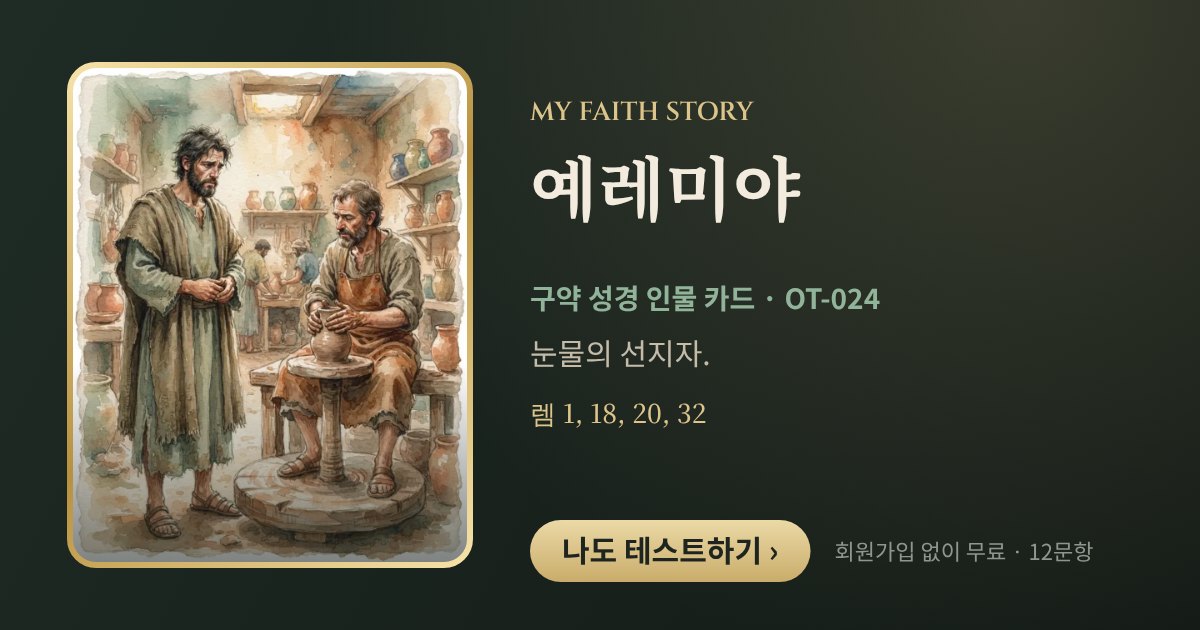 MY FAITH STORY
예레미야
구약 성경 인물 카드 · OT-024
눈물의 선지자.
렘 1, 18, 20, 32
나도 테스트하기 ›
회원가입 없이 무료 · 12문항